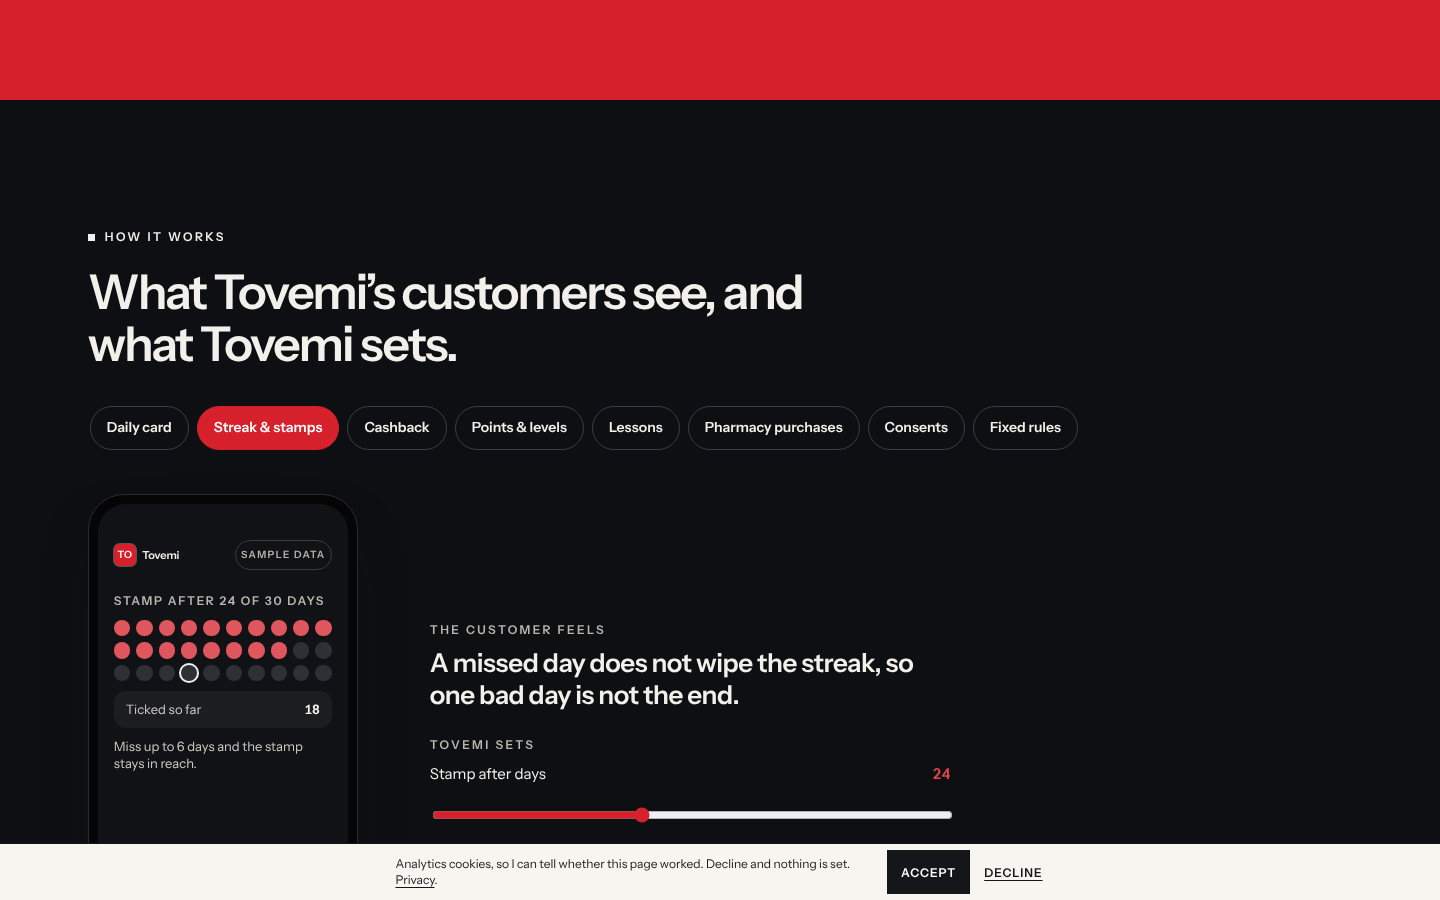 HOW IT WORKS
What Tovemi’s customers see, and
what Tovemi sets.
Daily card
Streak & stamps
Cashback
Points & levels
Lessons
Pharmacy purchases
Consents
Fixed rules
TO Tovemi
SAMPLE DATA
STAMP AFTER 24 OF 30 DAYS
Ticked so far 18
Miss up to 6 days and the stamp
stays in reach.
THE CUSTOMER FEELS
A missed day does not wipe the streak, so
one bad day is not the end.
TOVEMI SETS
Stamp after days 24
Analytics cookies, so I can tell whether this page worked. Decline and nothing is set.
Privacy.
ACCEPT
DECLINE